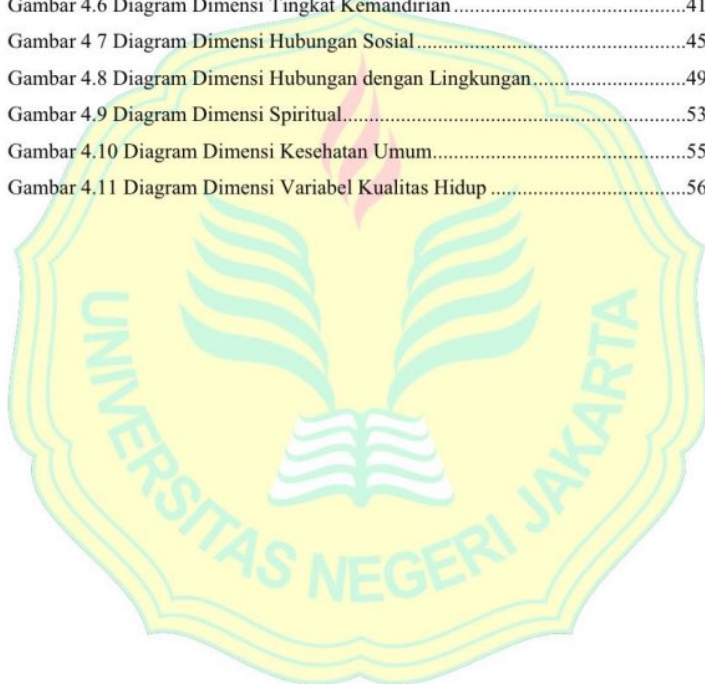 Gambar 4.6 Diagram Dimensi Tingkat Kemandirian.......................................41
Gambar 4 7 Diagram Dimensi Hubungan Sosial.............................................45
Gambar 4.8 Diagram Dimensi Hubungan dengan Lingkungan.........................49
Gambar 4.9 Diagram Dimensi Spiritual..........................................................53
Gambar 4.10 Diagram Dimensi Kesehatan Umum..........................................55
Gambar 4.11 Diagram Dimensi Variabel Kualitas Hidup................................56
UNIVERSITAS NEGERI JAKARTA